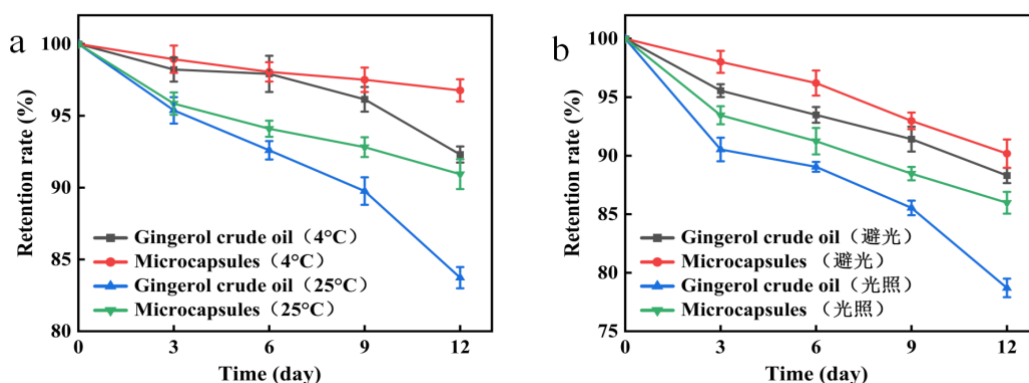 a
Retention rate (%)
100
95
90
85
80
Gingerol crude oil（4°C）
Microcapsules（4°C）
Gingerol crude oil（25°C）
Microcapsules（25°C）
0 3 6 9 12
Time (day)
b
Retention rate (%)
100
95
90
85
80
75
Gingerol crude oil（避光）
Microcapsules （避光）
Gingerol crude oil（光照）
Microcapsules （光照）
0 3 6 9 12
Time (day)